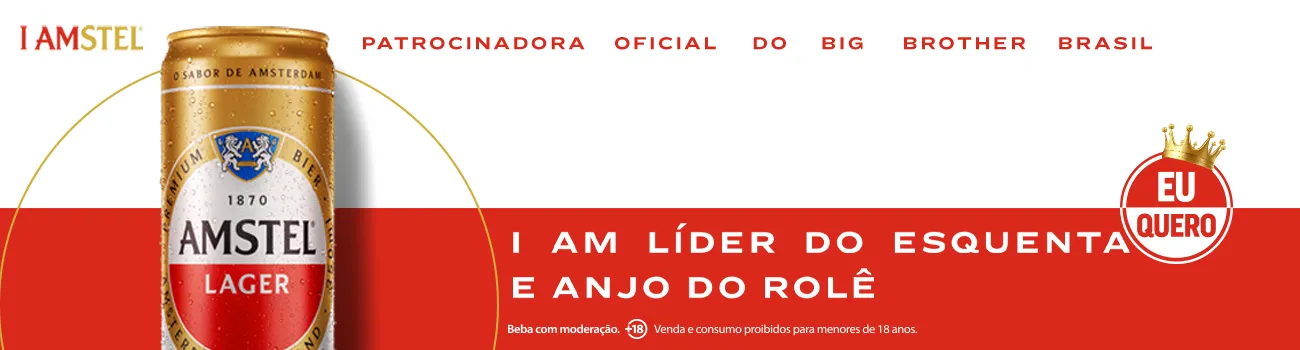 I AMSTEL
PATROCINADORA OFICIAL DO BIG BROTHER BRASIL
O SABOR DE AMSTERDAM
PREMIUM BIER
1870
AMSTEL
LAGER
EU
QUERO
I AM LÍDER DO ESQUENTA
E ANJO DO ROLÊ
Beba com moderação. +18 Venda e consumo proibidos para menores de 18 anos.